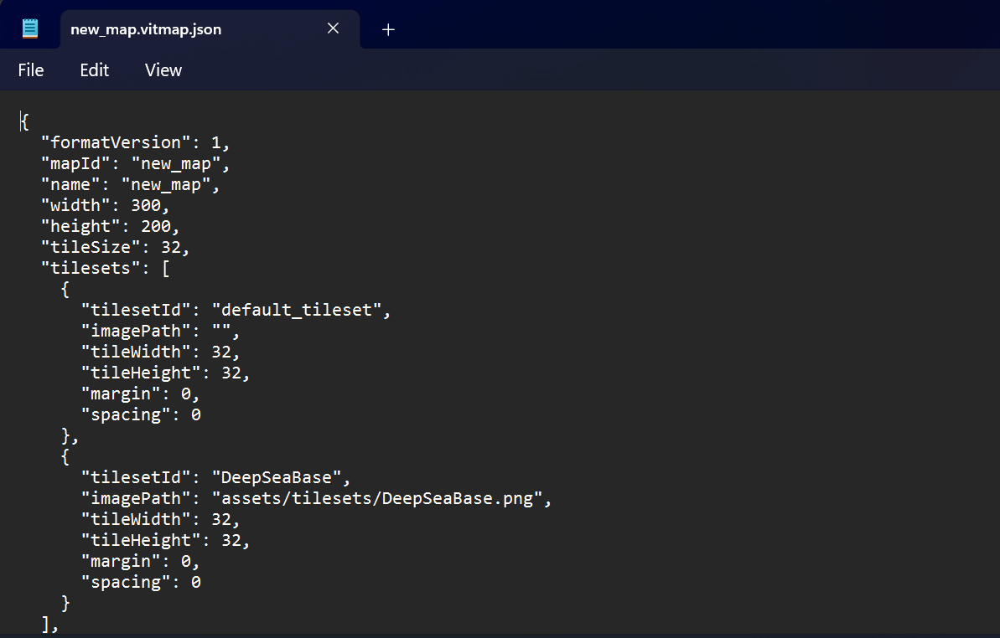 new_map.vitmap.json
File Edit View
{
  "formatVersion": 1,
  "mapId": "new_map",
  "name": "new_map",
  "width": 300,
  "height": 200,
  "tileSize": 32,
  "tilesets": [
    {
      "tilesetId": "default_tileset",
      "imagePath": "",
      "tileWidth": 32,
      "tileHeight": 32,
      "margin": 0,
      "spacing": 0
    },
    {
      "tilesetId": "DeepSeaBase",
      "imagePath": "assets/tilesets/DeepSeaBase.png",
      "tileWidth": 32,
      "tileHeight": 32,
      "margin": 0,
      "spacing": 0
    }
  ],